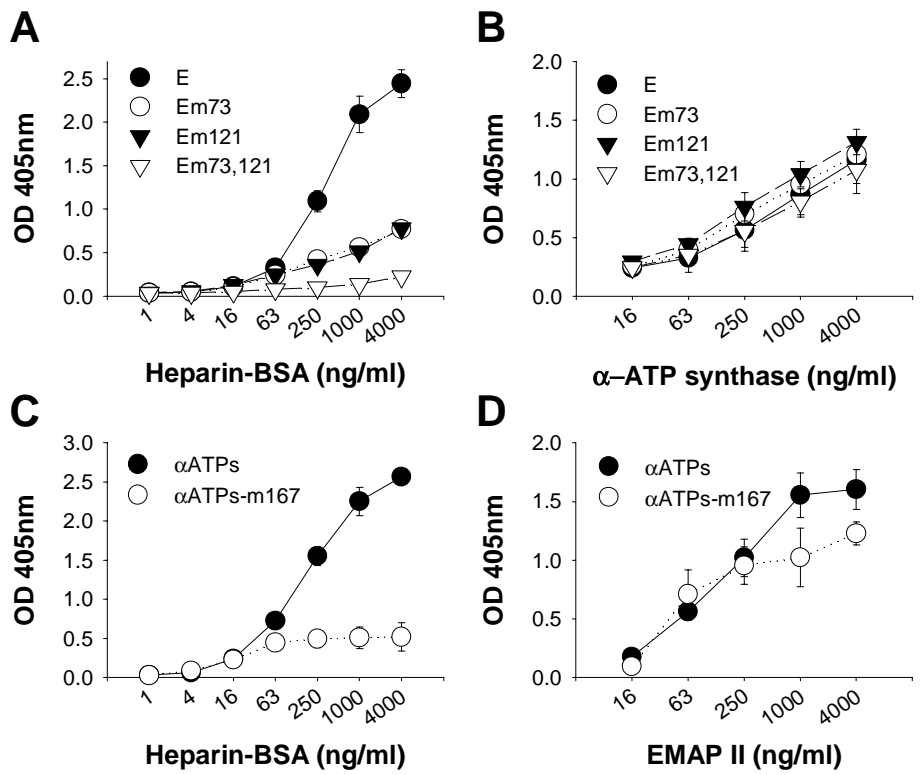 A
OD 405nm
2.5
2.0
1.5
1.0
0.5
0.0
E
Em73
Em121
Em73,121
1
4
16
63
250
1000
4000
Heparin-BSA (ng/ml)
B
OD 405nm
2.0
1.5
1.0
0.5
0.0
E
Em73
Em121
Em73,121
16
63
250
1000
4000
α–ATP synthase (ng/ml)
C
OD 405nm
3.0
2.5
2.0
1.5
1.0
0.5
0.0
αATPs
αATPs-m167
1
4
16
63
250
1000
4000
Heparin-BSA (ng/ml)
D
OD 405nm
2.0
1.5
1.0
0.5
0.0
αATPs
αATPs-m167
16
63
250
1000
4000
EMAP II (ng/ml)